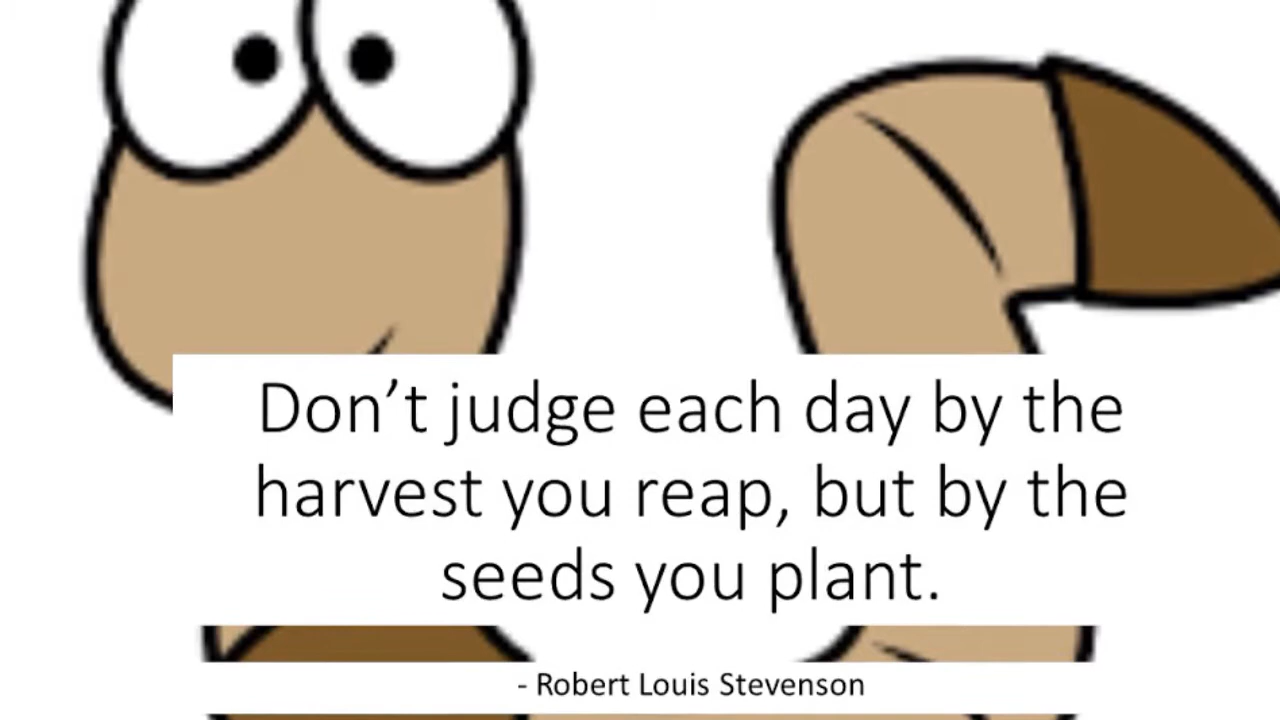 Don’t judge each day by the
harvest you reap, but by the
seeds you plant.
- Robert Louis Stevenson